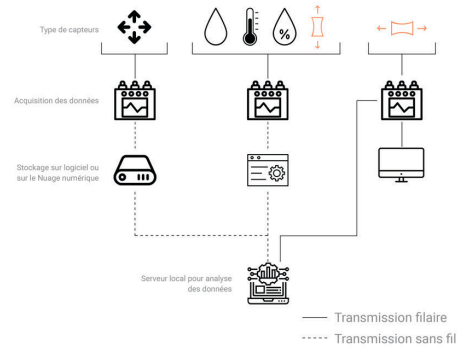 Type de capteurs
%
Acquisition des données
Stockage sur logiciel ou
sur le Nuage numérique
Serveur local pour analyse
des données
Transmission filaire
Transmission sans fil